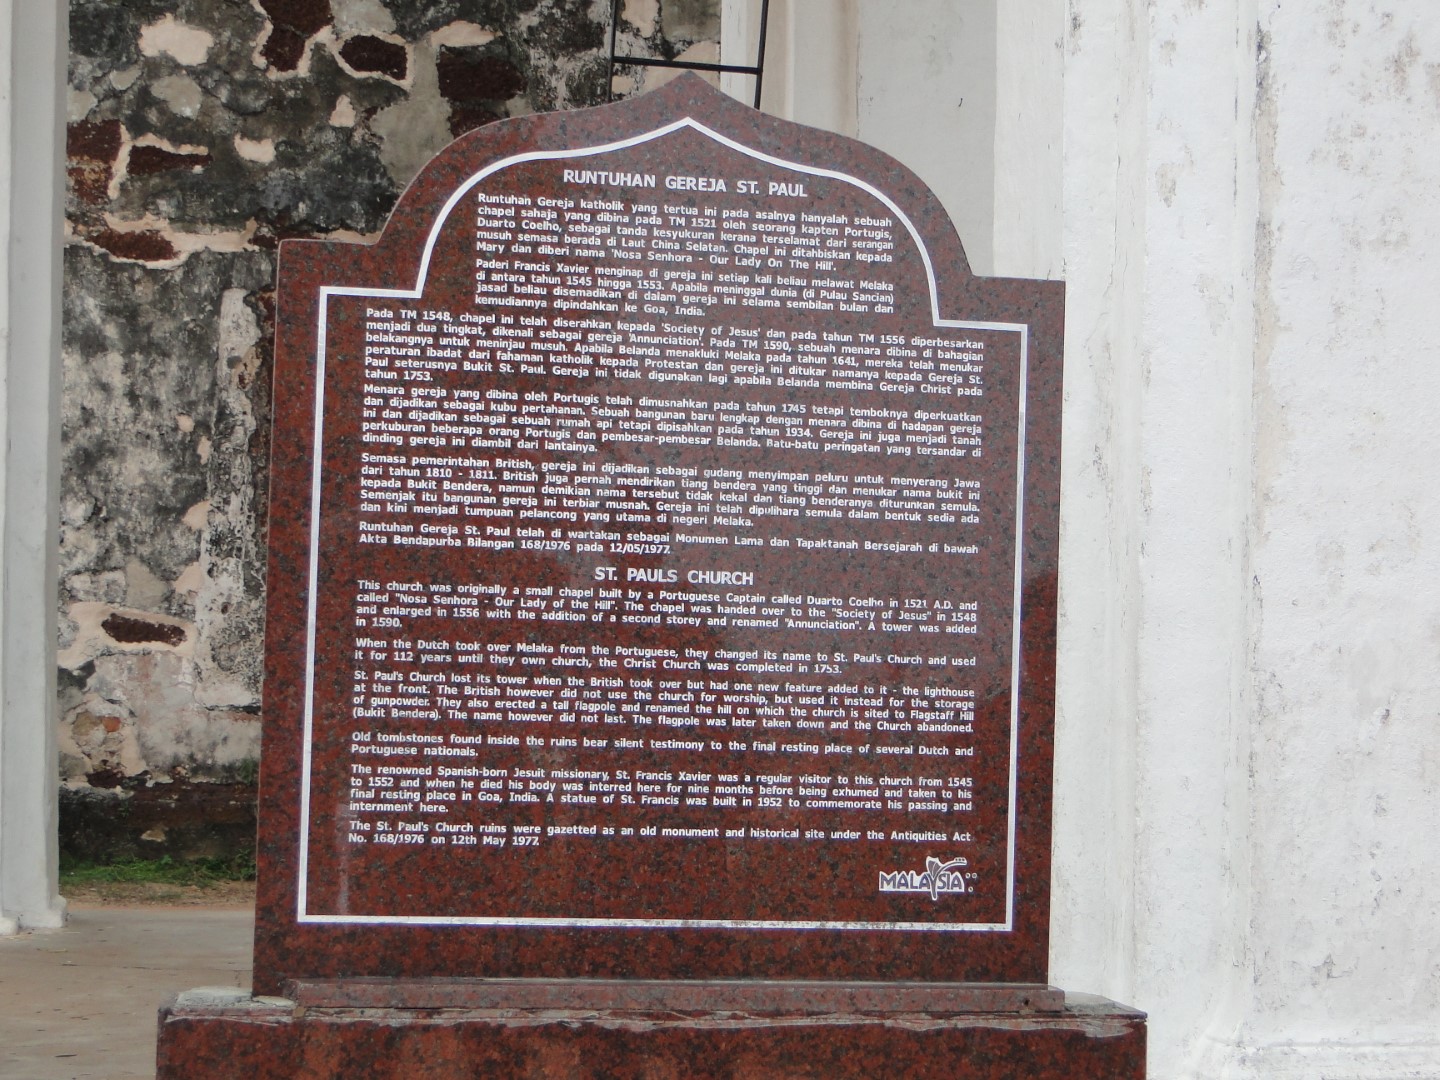 RUNTUHAN GEREJA ST. PAUL
Runtuhan Gereja katholik yang tertua ini pada asalnya hanyalah sebuah
chapel sahaja yang dibina pada TM 1521 oleh seorang kapten Portugis,
Duarto Coelho, sebagai tanda kesyukuran kerana terselamat dari serangan
musuh semasa berada di Laut China Selatan. Chapel ini ditahbiskan kepada
Mary dan diberi nama 'Nosa Senhora - Our Lady On The Hill'.
Paderi Francis Xavier menginap di gereja ini setiap kali beliau melawat Melaka
di antara tahun 1545 hingga 1553. Apabila meninggal dunia (di Pulau Sancian)
jasad beliau disemadikan di dalam gereja ini selama sembilan bulan dan
kemudiannya dipindahkan ke Goa, India.
Pada TM 1548, chapel ini telah diserahkan kepada 'Society of Jesus' dan pada tahun TM 1556 diperbesarkan
menjadi dua tingkat, dikenali sebagai gereja 'Annunciation'. Pada TM 1590, sebuah menara dibina di bahagian
belakangnya untuk meninjau musuh. Apabila Belanda menakluki Melaka pada tahun 1641, mereka telah menukar
peraturan ibadat dari fahaman katholik kepada Protestan dan gereja ini ditukar namanya kepada Gereja St.
Paul seterusnya Bukit St. Paul. Gereja ini tidak digunakan lagi apabila Belanda membina Gereja Christ pada
tahun 1753.
Menara gereja yang dibina oleh Portugis telah dimusnahkan pada tahun 1745 tetapi temboknya diperkuatkan
dan dijadikan sebagai kubu pertahanan. Sebuah bangunan baru lengkap dengan menara dibina di hadapan gereja
ini dan dijadikan sebagai sebuah rumah api tetapi dipisahkan pada tahun 1934. Gereja ini juga menjadi tanah
perkuburan beberapa orang Portugis dan pembesar-pembesar Belanda. Batu-batu peringatan yang tersandar di
dinding gereja ini diambil dari lantainya.
Semasa pemerintahan British, gereja ini dijadikan sebagai gudang menyimpan peluru untuk menyerang Jawa
dari tahun 1810 - 1811. British juga pernah mendirikan tiang bendera yang tinggi dan menukar nama bukit ini
kepada Bukit Bendera, namun demikian nama tersebut tidak kekal dan tiang benderanya diturunkan semula.
Semenjak itu bangunan gereja ini terbiar musnah. Gereja ini telah dipulihara semula dalam bentuk sedia ada
dan kini menjadi tumpuan pelancong yang utama di negeri Melaka.
Runtuhan Gereja St. Paul telah di wartakan sebagai Monumen Lama dan Tapaktanah Bersejarah di bawah
Akta Bendapurba Bilangan 168/1976 pada 12/05/1977.
ST. PAULS CHURCH
This church was originally a small chapel built by a Portuguese Captain called Duarto Coelho in 1521 A.D. and
called "Nosa Senhora - Our Lady of the Hill". The chapel was handed over to the "Society of Jesus" in 1548
and enlarged in 1556 with the addition of a second storey and renamed "Annunciation". A tower was added
in 1590.
When the Dutch took over Melaka from the Portuguese, they changed its name to St. Paul's Church and used
it for 112 years until they own church, the Christ Church was completed in 1753.
St. Paul's Church lost its tower when the British took over but had one new feature added to it - the lighthouse
at the front. The British however did not use the church for worship, but used it instead for the storage
of gunpowder. They also erected a tall flagpole and renamed the hill on which the church is sited to Flagstaff Hill
(Bukit Bendera). The name however did not last. The flagpole was later taken down and the Church abandoned.
Old tombstones found inside the ruins bear silent testimony to the final resting place of several Dutch and
Portuguese nationals.
The renowned Spanish-born Jesuit missionary, St. Francis Xavier was a regular visitor to this church from 1545
to 1552 and when he died his body was interred here for nine months before being exhumed and taken to his
final resting place in Goa, India. A statue of St. Francis was built in 1952 to commemorate his passing and
internment here.
The St. Paul's Church ruins were gazetted as an old monument and historical site under the Antiquities Act
No. 168/1976 on 12th May 1977.
MALAYSIA